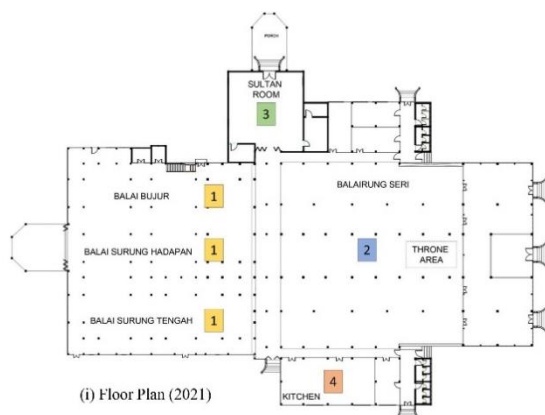 PORCH
SULTAN
ROOM
3
BALAI BUJUR
1
BALAIRUNG SERI
BALAI SURUNG HADAPAN
1
2
THRONE
AREA
BALAI SURUNG TENGAH
1
4
KITCHEN
(i) Floor Plan (2021)